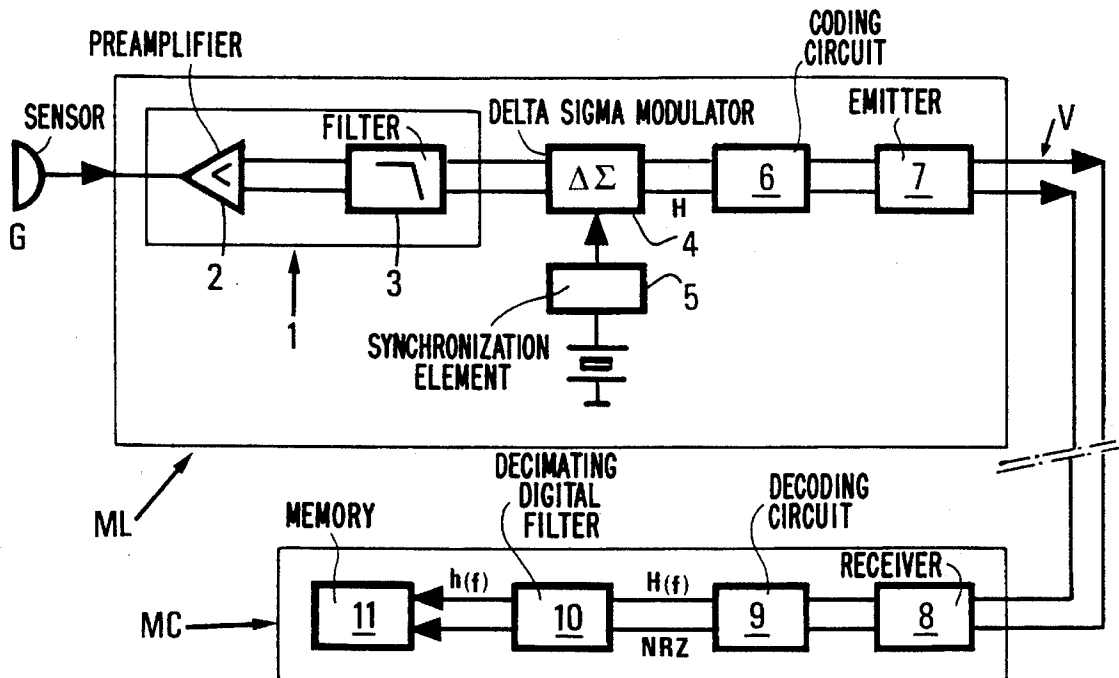 PREAMPLIFIER
CODING
CIRCUIT
SENSOR
FILTER
DELTA SIGMA MODULATOR
EMITTER
V
ΔΣ
6
7
G
2
3
H
4
1
5
SYNCHRONIZATION
ELEMENT
ML
DECIMATING
DIGITAL
FILTER
DECODING
CIRCUIT
MEMORY
RECEIVER
h(f)
H(f)
MC
11
10
9
8
NRZ